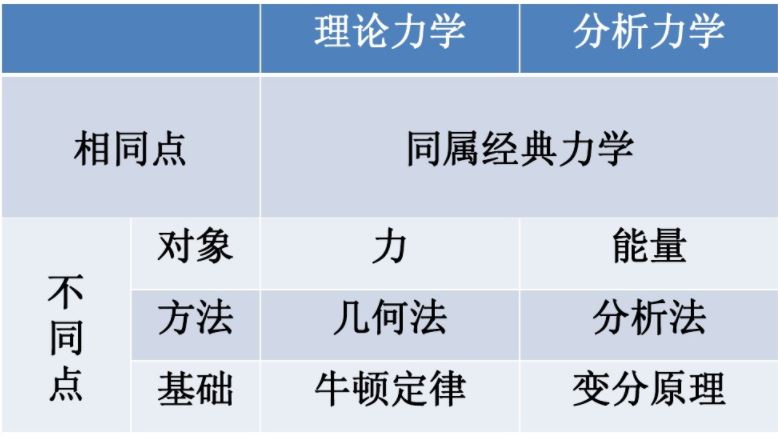 理论力学 分析力学
相同点 同属经典力学
不同点
对象 力 能量
方法 几何法 分析法
基础 牛顿定律 变分原理